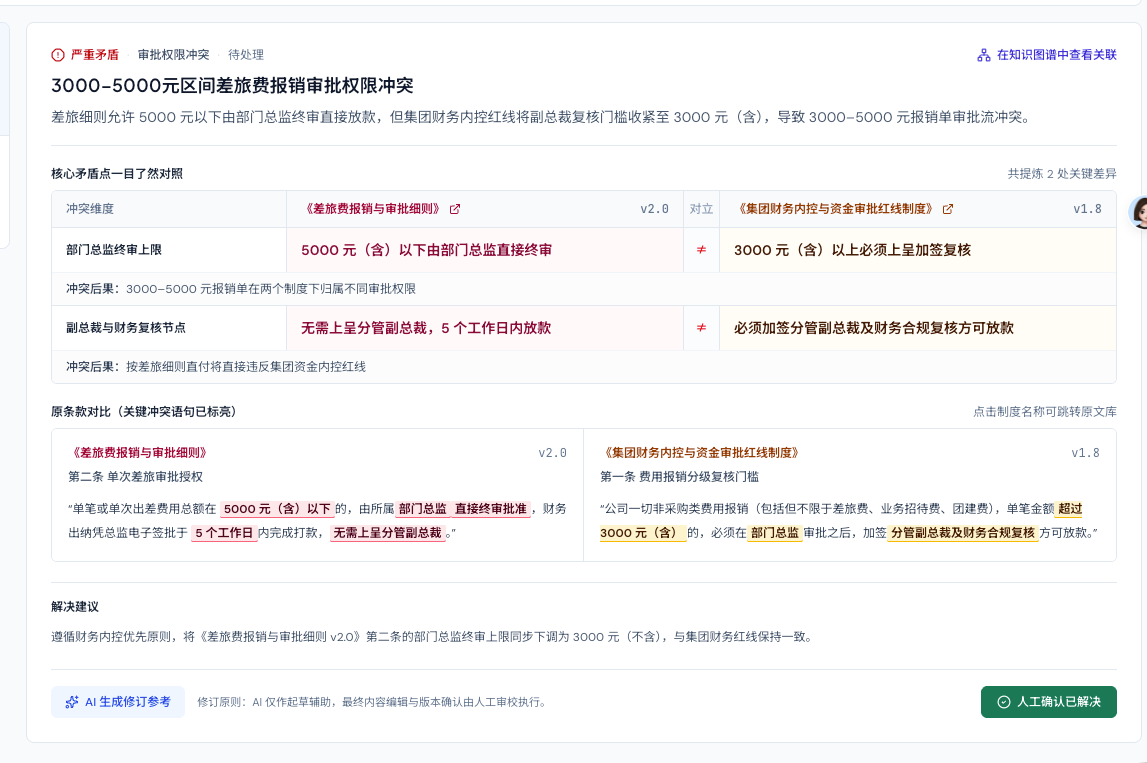 严重矛盾 · 审批权限冲突 · 待处理
在知识图谱中查看关联
3000–5000元区间差旅费报销审批权限冲突
差旅细则允许 5000 元以下由部门总监终审直接放款，但集团财务内控红线将副总裁复核门槛收紧至 3000 元（含），导致 3000–5000 元报销单审批流冲突。
核心矛盾点一目了然对照
共提炼 2 处关键差异
冲突维度 《差旅费报销与审批细则》 v2.0 对立 《集团财务内控与资金审批红线制度》 v1.8
部门总监终审上限 5000 元（含）以下由部门总监直接终审 ≠ 3000 元（含）以上必须上呈加签复核
冲突后果：3000–5000 元报销单在两个制度下归属不同审批权限
副总裁与财务复核节点 无需上呈分管副总裁，5 个工作日内放款 ≠ 必须加签分管副总裁及财务合规复核方可放款
冲突后果：按差旅细则直付将直接违反集团资金内控红线
原条款对比（关键冲突语句已标亮）
点击制度名称可跳转原文库
《差旅费报销与审批细则》 v2.0
第二条 单次差旅审批授权
“单笔或单次出差费用总额在 5000 元（含）以下 的，由所属 部门总监 直接终审批准，财务
出纳凭总监电子签批于 5 个工作日内完成打款，无需上呈分管副总裁。”
《集团财务内控与资金审批红线制度》 v1.8
第一条 费用报销分级复核门槛
“公司一切非采购类费用报销（包括但不限于差旅费、业务招待费、团建费），单笔金额 超过
3000 元（含） 的，必须在 部门总监 审批之后，加签 分管副总裁及财务合规复核 方可放款。”
解决建议
遵循财务内控优先原则，将《差旅费报销与审批细则 v2.0》第二条的部门总监终审上限同步下调为 3000 元（不含），与集团财务红线保持一致。
AI 生成修订参考
修订原则：AI 仅作起草辅助，最终内容编辑与版本确认由人工审校执行。
人工确认已解决